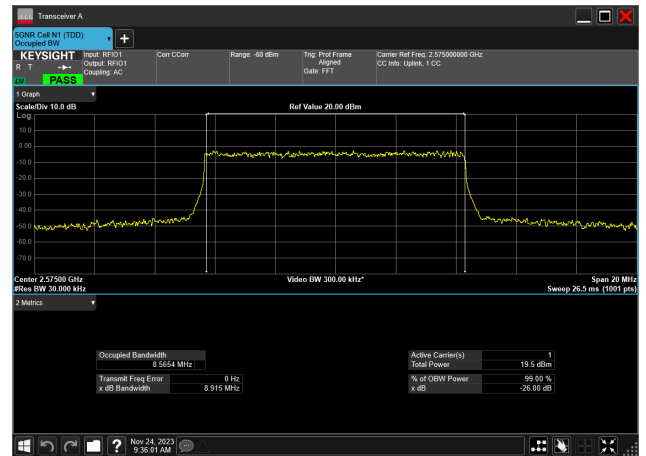 Transceiver A
5GNR Cell N1 (TDD)
Occupied BW
KEYSIGHT
R T
PASS
Input: RFIO1
Output: RFIO1
Coupling: AC
Corr CCorr
Range: -60 dBm
Trig: Prot Frame
Aligned
Gate: FFT
Carrier Ref Freq: 2.575000000 GHz
CC Info: Uplink, 1 CC
1 Graph
Scale/Div 10.0 dB
Ref Value 20.00 dBm
Log
10.0
0.00
-10.0
-20.0
-30.0
-40.0
-50.0
-60.0
-70.0
Center 2.57500 GHz
Video BW 300.00 kHz*
Span 20 MHz
#Res BW 30.000 kHz
Sweep 26.5 ms (1001 pts)
2 Metrics
Occupied Bandwidth
8.5654 MHz
Transmit Freq Error 0 Hz
x dB Bandwidth 8.915 MHz
Active Carrier(s) 1
Total Power 19.5 dBm
% of OBW Power 99.00 %
x dB -26.00 dB
?
Nov 24, 2023
9:36:01 AM